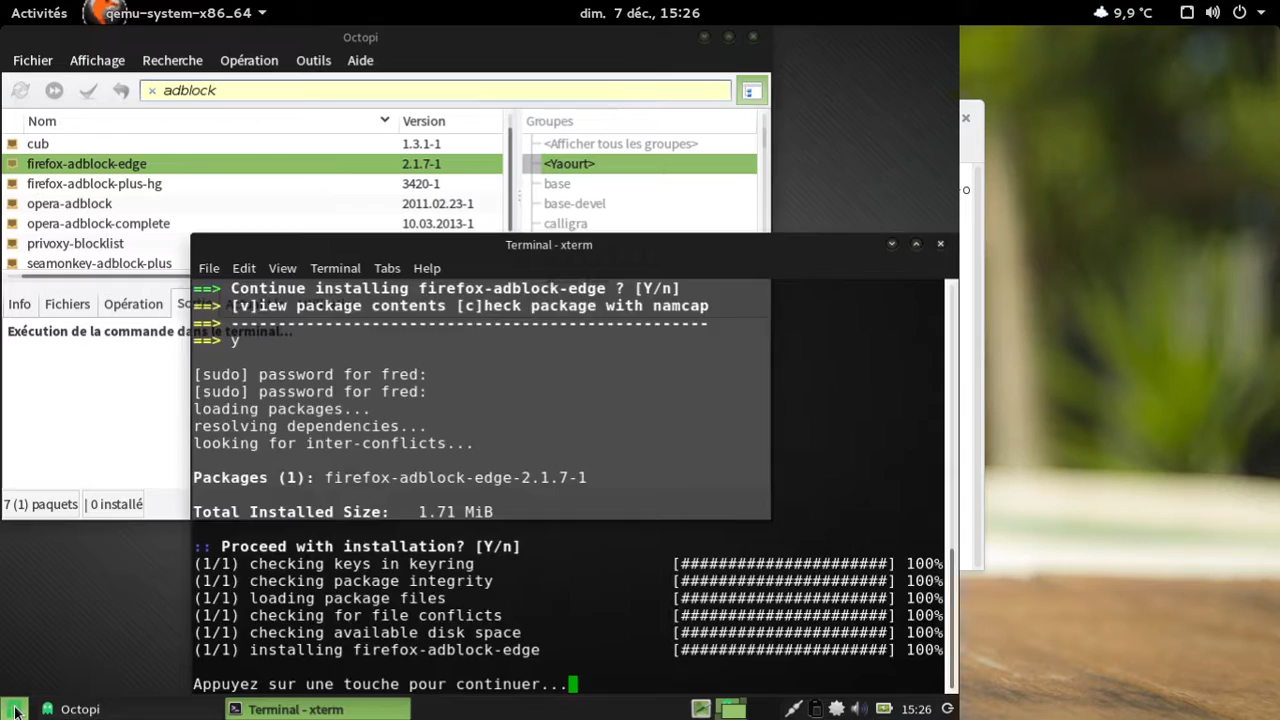 Activités qemu-system-x86_64 dim. 7 déc., 15:26 9,9 °C
Octopi
Fichier Affichage Recherche Opération Outils Aide
adblock
Nom Version Groupes
cub 1.3.1-1 <Afficher tous les groupes>
firefox-adblock-edge 2.1.7-1 <Yaourt>
firefox-adblock-plus-hg 3420-1 base
opera-adblock 2011.02.23-1 base-devel
opera-adblock-complete 10.03.2013-1 calligra
privoxy-blocklist
seamonkey-adblock-plus
Info Fichiers Opération
Exécution de la commande dans le terminal...
7 (1) paquets | 0 installé
Terminal - xterm
File Edit View Terminal Tabs Help
==> Continue installing firefox-adblock-edge ? [Y/n]
==> [v]iew package contents [c]heck package with namcap
==> ---------------------------------------------------
==> y
[sudo] password for fred:
[sudo] password for fred:
loading packages...
resolving dependencies...
looking for inter-conflicts...
Packages (1): firefox-adblock-edge-2.1.7-1
Total Installed Size: 1.71 MiB
:: Proceed with installation? [Y/n]
(1/1) checking keys in keyring [######################] 100%
(1/1) checking package integrity [######################] 100%
(1/1) loading package files [######################] 100%
(1/1) checking for file conflicts [######################] 100%
(1/1) checking available disk space [######################] 100%
(1/1) installing firefox-adblock-edge [######################] 100%
Appuyez sur une touche pour continuer...
Octopi Terminal - xterm 15:26